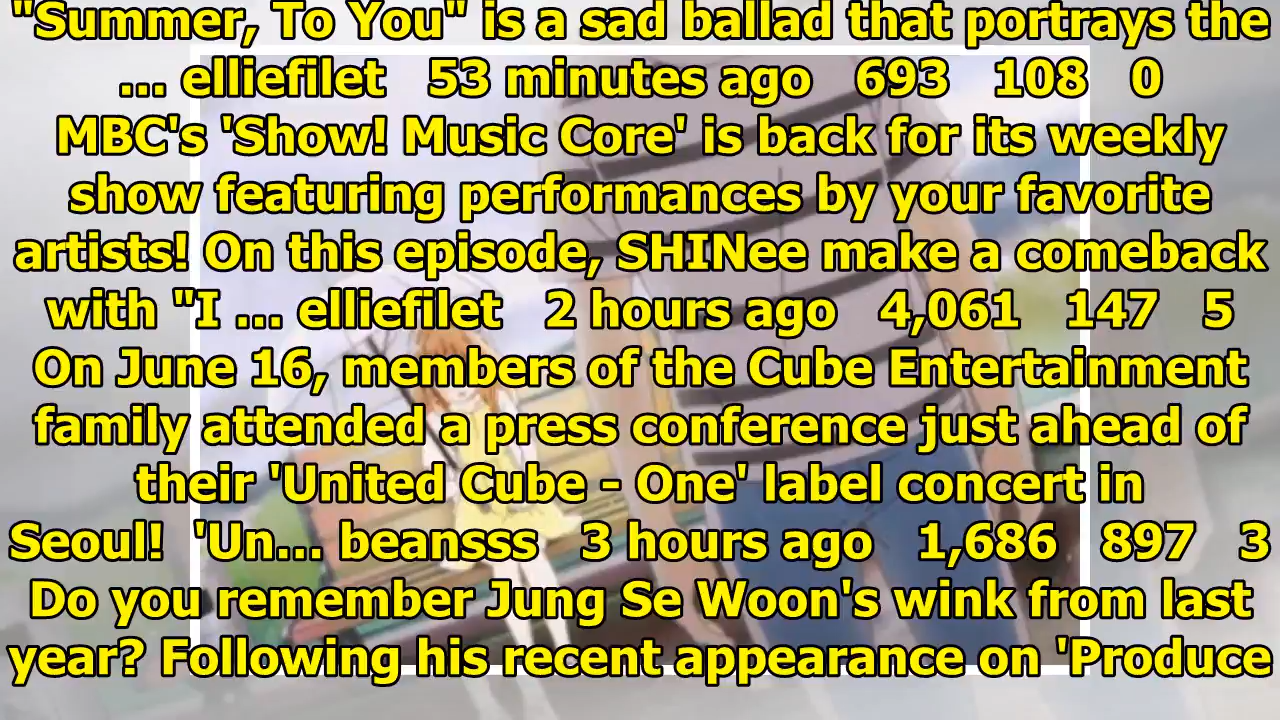 "Summer, To You" is a sad ballad that portrays the
... elliefilet 53 minutes ago 693 108 0
MBC's 'Show! Music Core' is back for its weekly
show featuring performances by your favorite
artists! On this episode, SHINee make a comeback
with "I ... elliefilet 2 hours ago 4,061 147 5
On June 16, members of the Cube Entertainment
family attended a press conference just ahead of
their 'United Cube - One' label concert in
Seoul! 'Un... beansss 3 hours ago 1,686 897 3
Do you remember Jung Se Woon's wink from last
year? Following his recent appearance on 'Produce